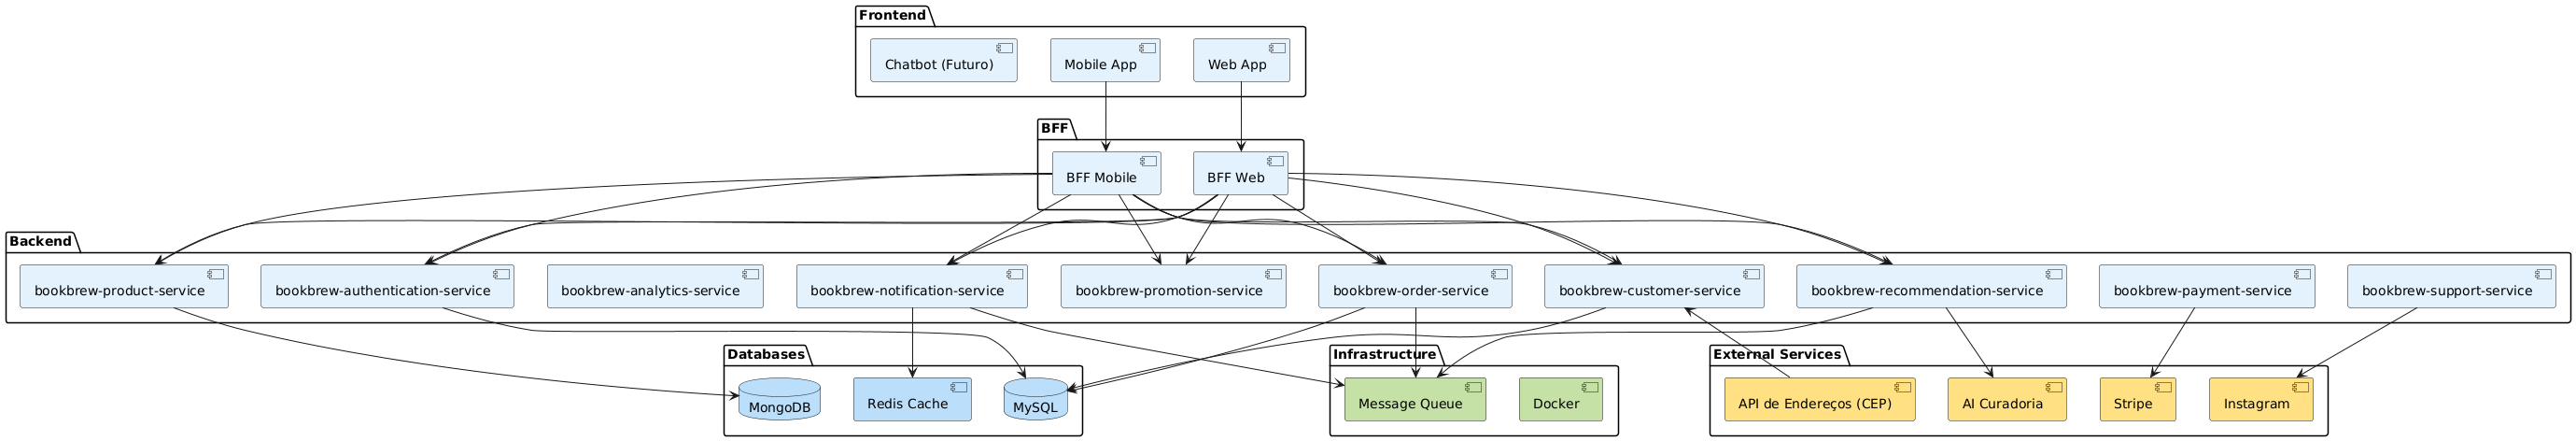 Frontend
Chatbot (Futuro)
Mobile App
Web App
BFF
BFF Mobile
BFF Web
Backend
bookbrew-product-service
bookbrew-authentication-service
bookbrew-analytics-service
bookbrew-notification-service
bookbrew-promotion-service
bookbrew-order-service
bookbrew-customer-service
bookbrew-recommendation-service
bookbrew-payment-service
bookbrew-support-service
Databases
MongoDB
Redis Cache
MySQL
Infrastructure
Message Queue
Docker
External Services
API de Endereços (CEP)
AI Curadoria
Stripe
Instagram